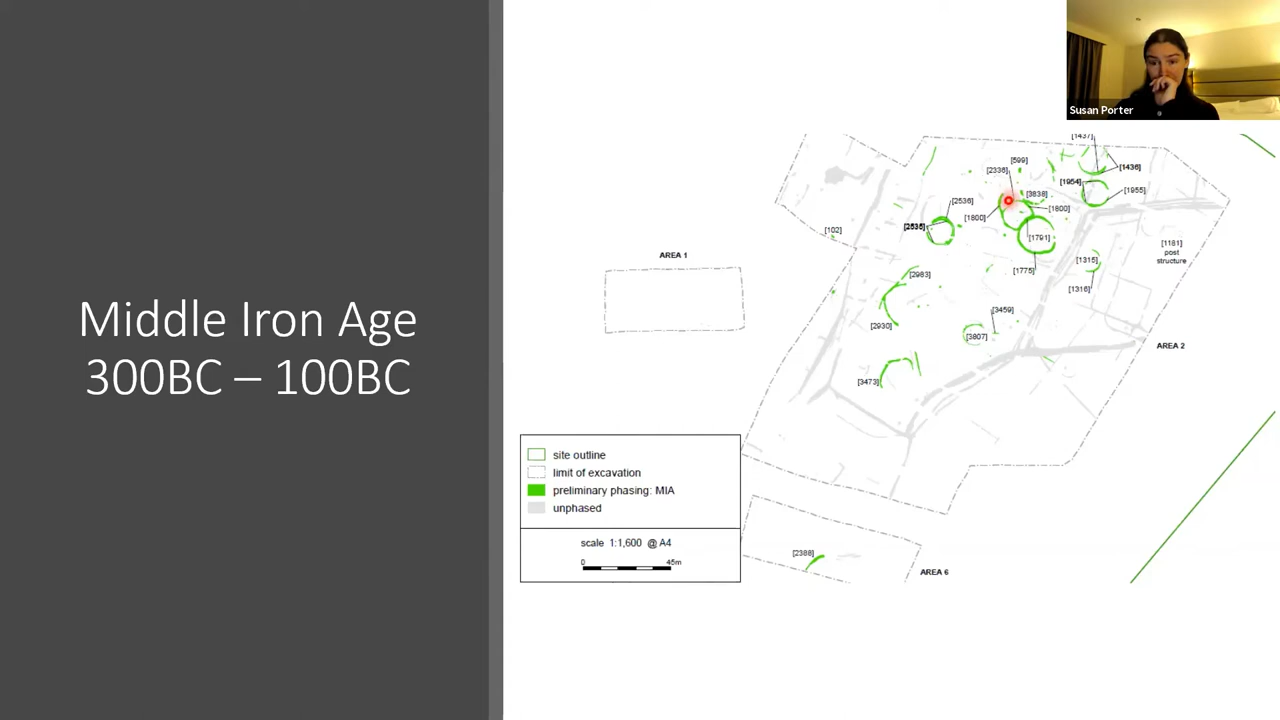 Susan Porter
Middle Iron Age
300BC – 100BC
[1437]
[599]
[2336]
[1436]
[1954]
[1955]
[3838]
[2536]
[1800]
[1800]
[102]
[2535]
[1791]
[1181]
post
structure
AREA 1
[1315]
[1775]
[2983]
[1316]
[3459]
[2930]
[3807]
AREA 2
[3473]
site outline
limit of excavation
preliminary phasing: MIA
unphased
scale 1:1,600 @ A4
0 45m
[2388]
AREA 6